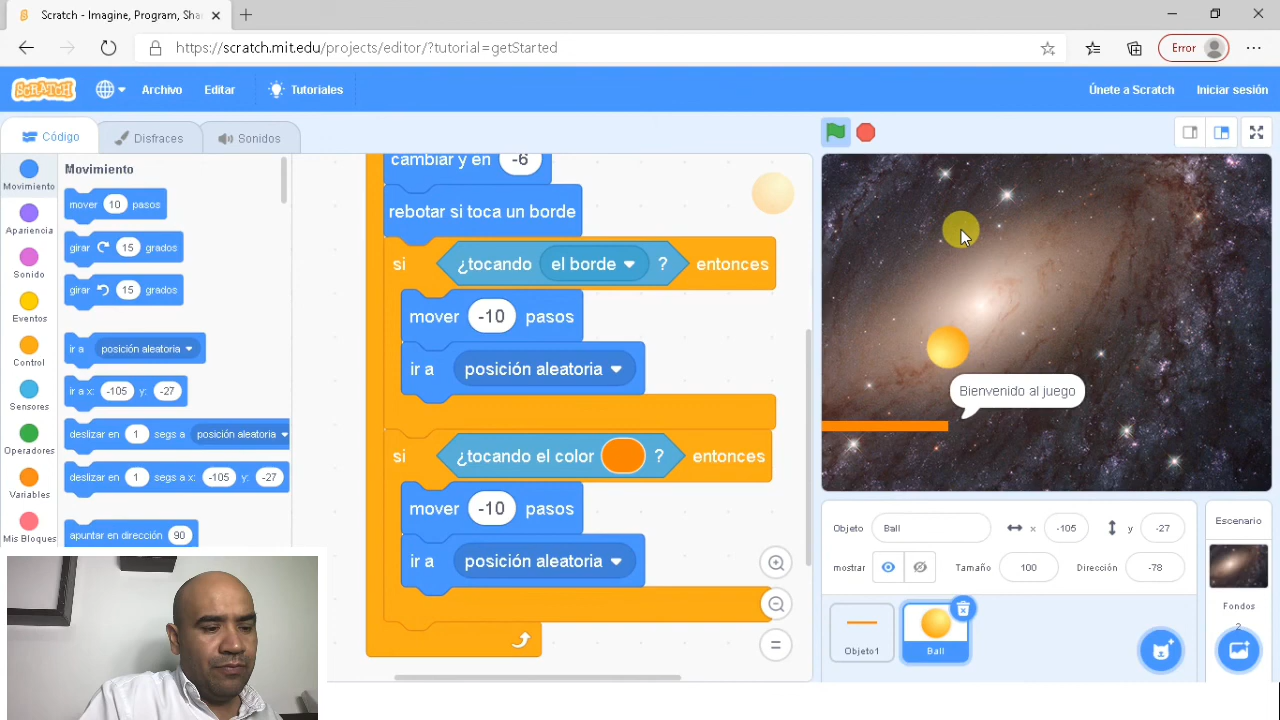 Scratch - Imagine, Program, Sha
https://scratch.mit.edu/projects/editor/?tutorial=getStarted
Error
SCRATCH
Archivo
Editar
Tutoriales
Únete a Scratch
Iniciar sesión
Código
Disfraces
Sonidos
Movimiento
Apariencia
Sonido
Eventos
Control
Sensores
Operadores
Variables
Mis Bloques
Movimiento
mover 10 pasos
girar 15 grados
girar 15 grados
ir a posición aleatoria
ir a x: -105 y: -27
deslizar en 1 segs a posición aleatoria
deslizar en 1 segs a x: -105 y: -27
apuntar en dirección 90
cambiar y en -6
rebotar si toca un borde
si ¿tocando el borde ? entonces
mover -10 pasos
ir a posición aleatoria
si ¿tocando el color ? entonces
mover -10 pasos
ir a posición aleatoria
Bienvenido al juego
Objeto Ball x -105 y -27
mostrar Tamaño 100 Dirección -78
Objeto1
Ball
Escenario
Fondos
2